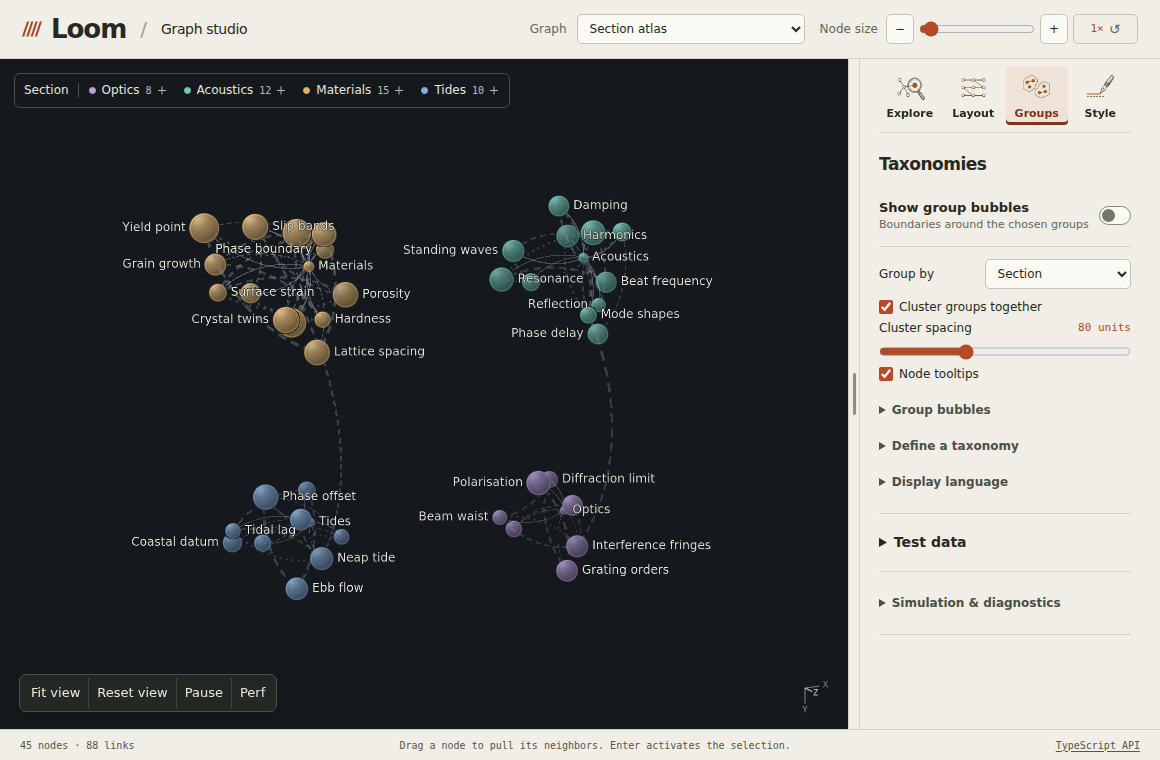 Loom / Graph studio
Graph Section atlas Node size − + 1× ↺
Section Optics 8 + Acoustics 12 + Materials 15 + Tides 10 +
Explore Layout Groups Style
Taxonomies
Show group bubbles
Boundaries around the chosen groups
Group by Section
Cluster groups together
Cluster spacing 80 units
Node tooltips
Group bubbles
Define a taxonomy
Display language
Test data
Simulation & diagnostics
Yield point
Slip bands
Phase boundary
Grain growth
Materials
Surface strain
Porosity
Crystal twins
Hardness
Lattice spacing
Damping
Harmonics
Standing waves
Acoustics
Resonance
Beat frequency
Reflection
Mode shapes
Phase delay
Phase offset
Tides
Tidal lag
Coastal datum
Neap tide
Ebb flow
Polarisation
Diffraction limit
Beam waist
Optics
Interference fringes
Grating orders
Fit view Reset view Pause Perf
X
Z
Y
45 nodes · 88 links
Drag a node to pull its neighbors. Enter activates the selection.
TypeScript API